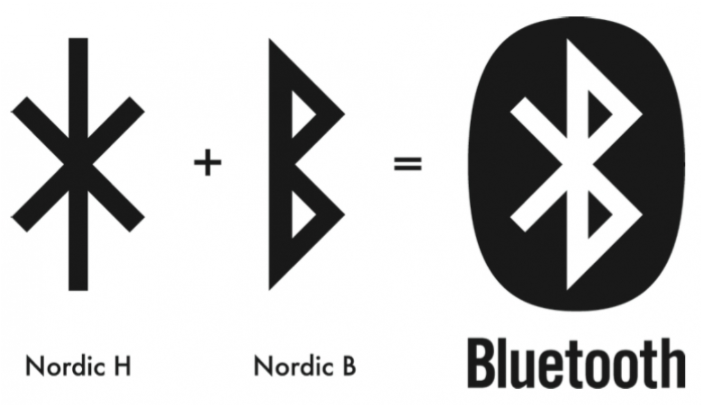 + =
Nordic H
Nordic B
Bluetooth